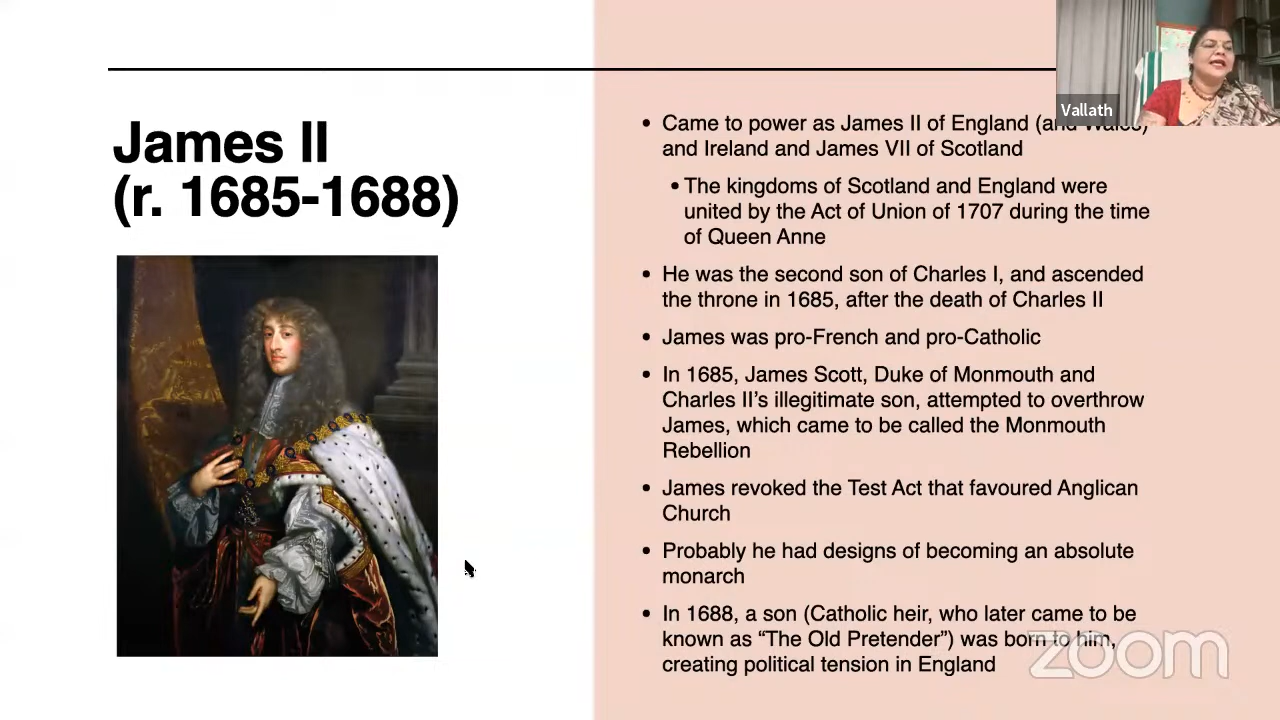 James II
(r. 1685-1688)
• Came to power as James II of England (and Wales)
and Ireland and James VII of Scotland
• The kingdoms of Scotland and England were
united by the Act of Union of 1707 during the time
of Queen Anne
• He was the second son of Charles I, and ascended
the throne in 1685, after the death of Charles II
• James was pro-French and pro-Catholic
• In 1685, James Scott, Duke of Monmouth and
Charles II’s illegitimate son, attempted to overthrow
James, which came to be called the Monmouth
Rebellion
• James revoked the Test Act that favoured Anglican
Church
• Probably he had designs of becoming an absolute
monarch
• In 1688, a son (Catholic heir, who later came to be
known as “The Old Pretender”) was born to him,
creating political tension in England
Vallath
zoom